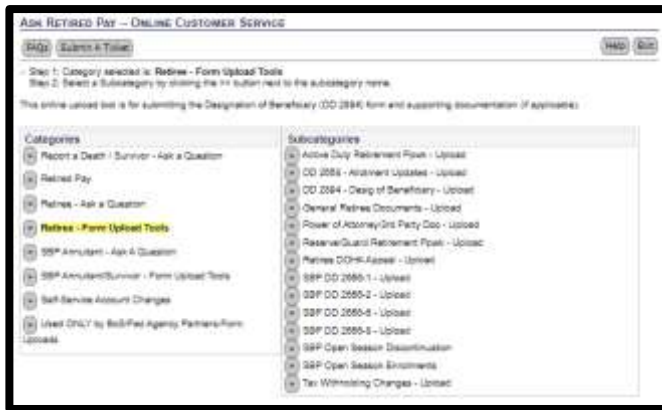 ASK RETIRED PAY – ONLINE CUSTOMER SERVICE
FAQs Submit A Ticket Help Exit
Step 1: Category selected is: Retiree - Form Upload Tools
Step 2: Select a Subcategory by clicking the >> button next to the subcategory name.
This online upload tool is for submitting the Designation of Beneficiary (DD 2894) form and supporting documentation (if applicable).
Categories
Report a Death / Survivor - Ask a Question
Retired Pay
Retiree - Ask a Question
Retiree - Form Upload Tools
SBP Annuitant - Ask A Question
SBP Annuitant/Survivor - Form Upload Tools
Self-Service Account Changes
Used ONLY by BoS/Fed Agency Partners/Form
Uploads
Subcategories
Active Duty Retirement Ppwk - Upload
DD - Allotment Updates - Upload
DD 2894 - Desig of Beneficiary - Upload
General Retiree Documents - Upload
Power of Attorney/3rd Party Doc - Upload
Reserve/Guard Retirement Ppwk - Upload
Retiree DOHA Appeal - Upload
SBP DD 2656-1 - Upload
SBP DD 2656-2 - Upload
SBP DD 2656-6 - Upload
SBP DD - Upload
SBP Open Season Discontinuation
SBP Open Season Enrollments
Tax Withholding Changes - Upload